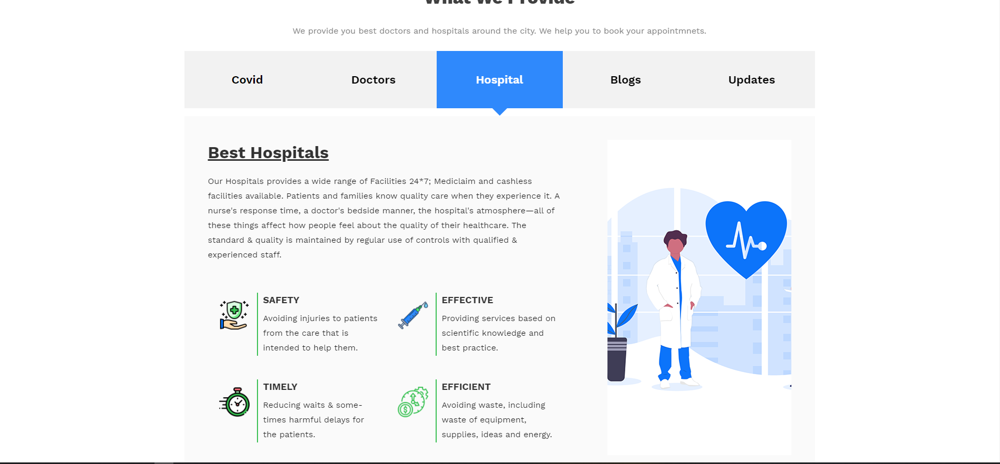 What We Provide
We provide you best doctors and hospitals around the city. We help you to book your appointmnets.
Covid
Doctors
Hospital
Blogs
Updates
Best Hospitals
Our Hospitals provides a wide range of Facilities 24*7; Mediclaim and cashless
facilities available. Patients and families know quality care when they experience it. A
nurse's response time, a doctor's bedside manner, the hospital's atmosphere—all of
these things affect how people feel about the quality of their healthcare. The
standard & quality is maintained by regular use of controls with qualified &
experienced staff.
SAFETY
Avoiding injuries to patients
from the care that is
intended to help them.
EFFECTIVE
Providing services based on
scientific knowledge and
best practice.
TIMELY
Reducing waits & some-
times harmful delays for
the patients.
EFFICIENT
Avoiding waste, including
waste of equipment,
supplies, ideas and energy.